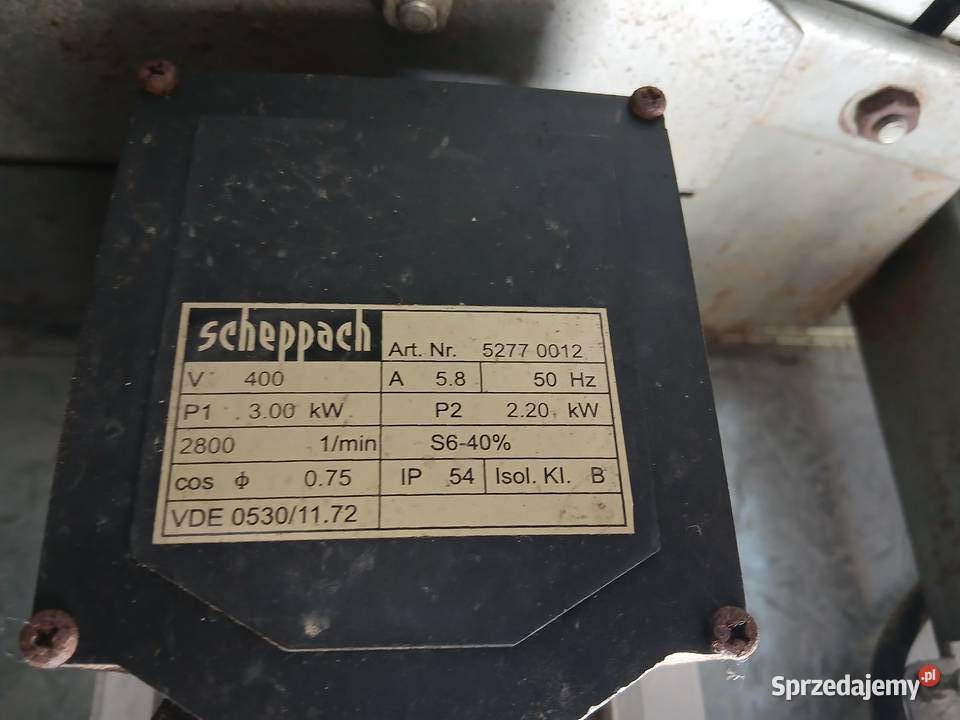 scheppach Art. Nr. 5277 0012
V 400 A 5.8 50 Hz
P1 3.00 kW P2 2.20 kW
2800 1/min S6-40%
cos ϕ 0.75 IP 54 Isol. Kl. B
VDE 0530/11.72
Sprzedajemy.pl